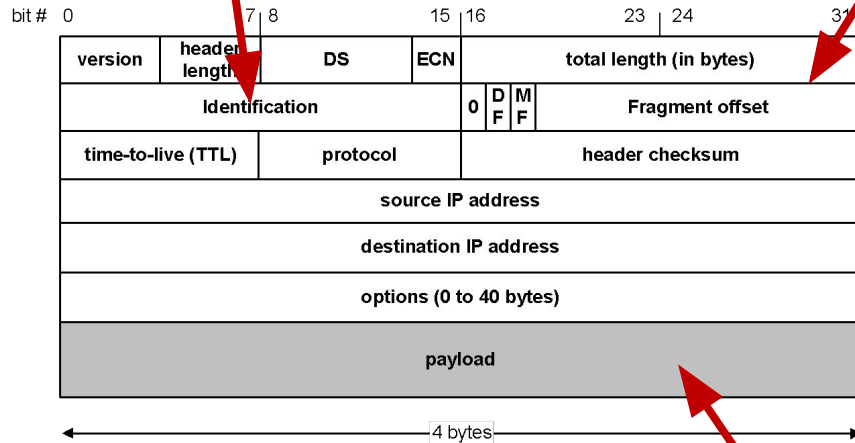 bit # 0 7 8 15 16 23 24 31
version header length DS ECN total length (in bytes)
Identification 0 DF MF Fragment offset
time-to-live (TTL) protocol header checksum
source IP address
destination IP address
options (0 to 40 bytes)
payload
4 bytes